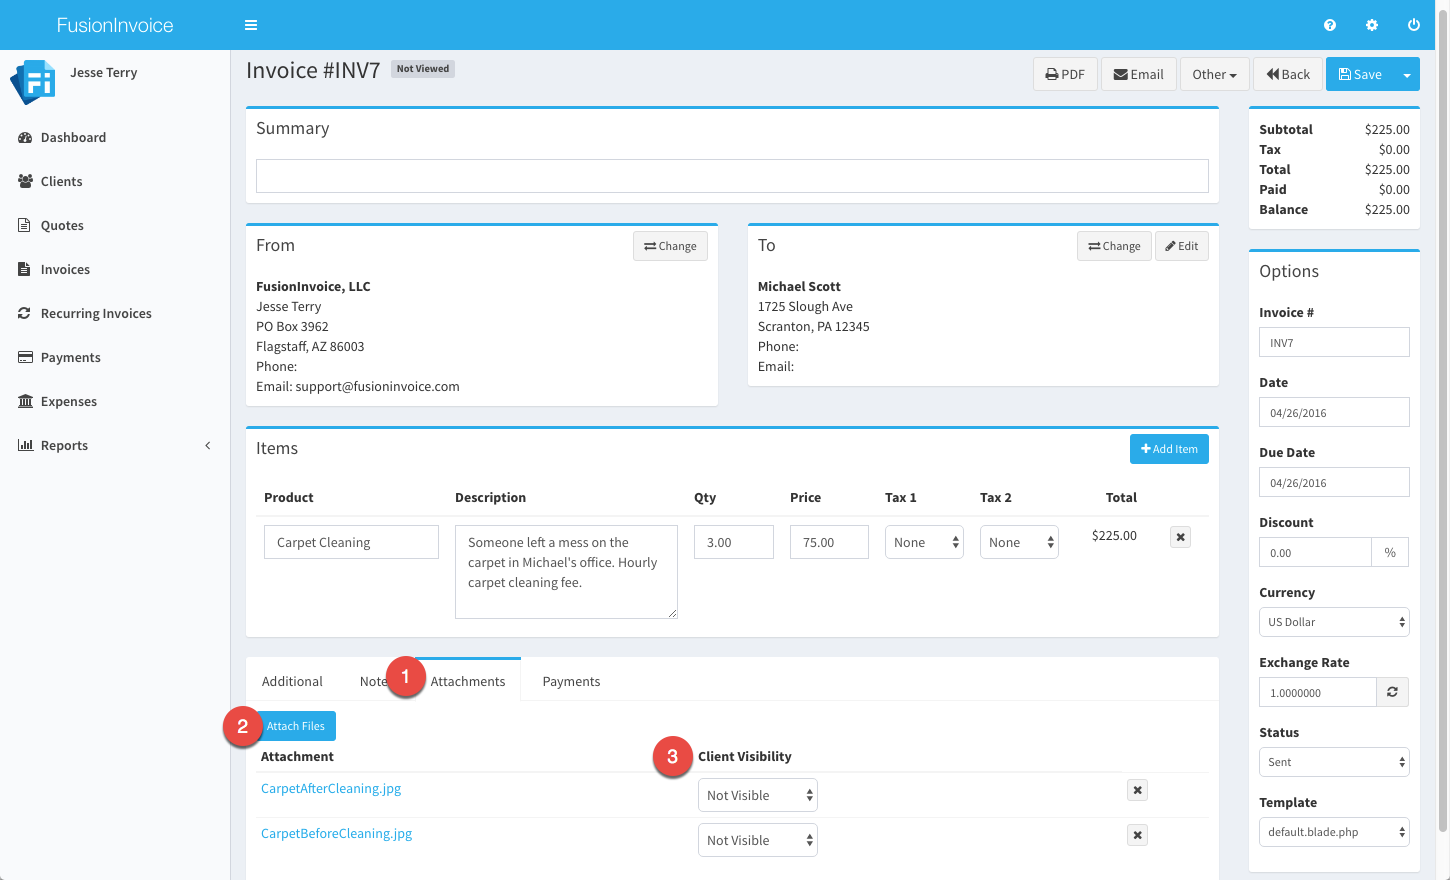 FusionInvoice
Fi
Jesse Terry
Dashboard
Clients
Quotes
Invoices
Recurring Invoices
Payments
Expenses
Reports
Invoice #INV7
Not Viewed
PDF
Email
Other
Back
Save
Summary
From
Change
FusionInvoice, LLC
Jesse Terry
PO Box 3962
Flagstaff, AZ 86003
Phone:
Email: support@fusioninvoice.com
To
Change
Edit
Michael Scott
1725 Slough Ave
Scranton, PA 12345
Phone:
Email:
Items
Add Item
Product Description Qty Price Tax 1 Tax 2 Total
Carpet Cleaning
Someone left a mess on the
carpet in Michael's office. Hourly
carpet cleaning fee.
3.00
75.00
None
None
$225.00
Additional
Note
1
Attachments
Payments
2
Attach Files
Attachment
3
Client Visibility
CarpetAfterCleaning.jpg
Not Visible
CarpetBeforeCleaning.jpg
Not Visible
Subtotal $225.00
Tax $0.00
Total $225.00
Paid $0.00
Balance $225.00
Options
Invoice #
INV7
Date
04/26/2016
Due Date
04/26/2016
Discount
0.00 %
Currency
US Dollar
Exchange Rate
1.0000000
Status
Sent
Template
default.blade.php